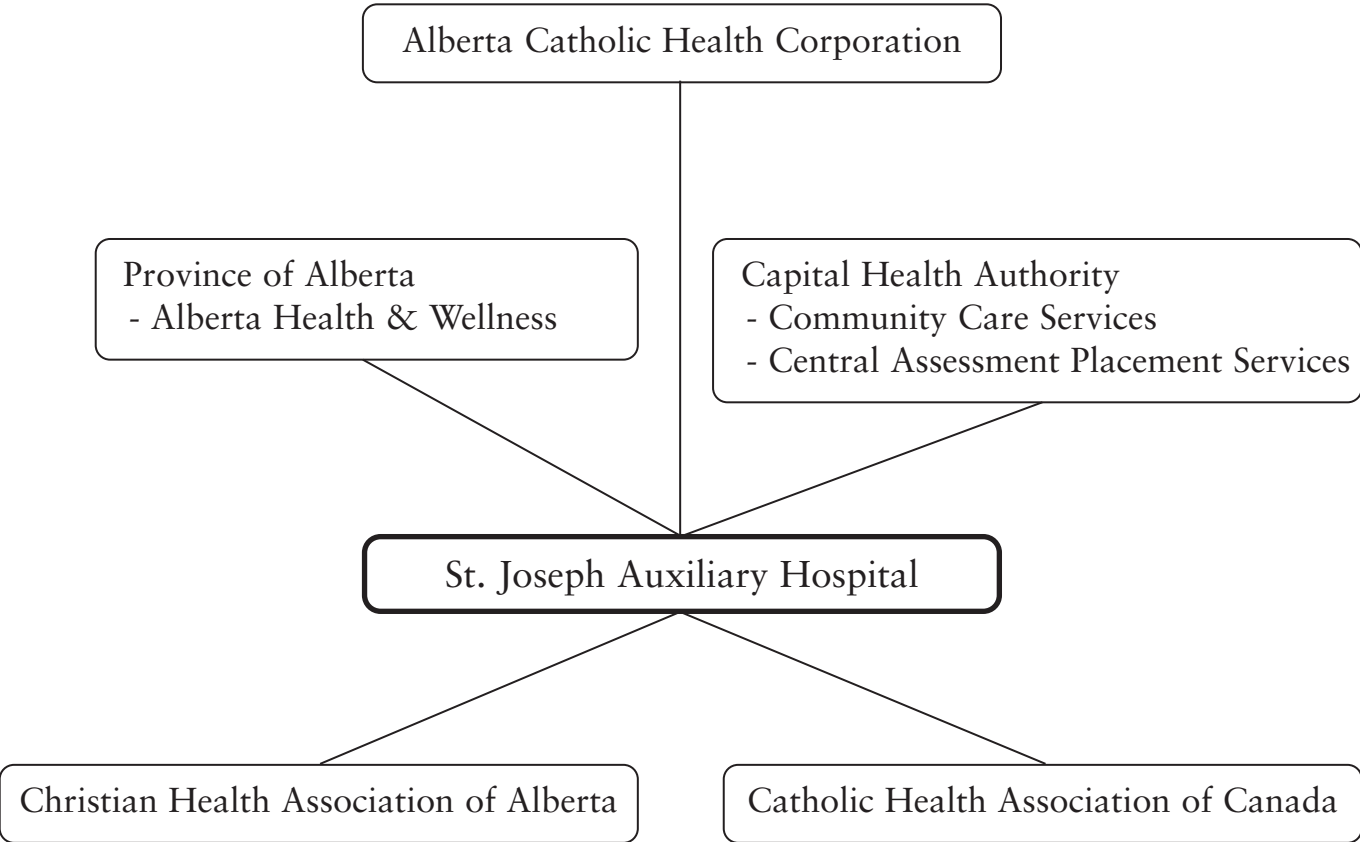 Alberta Catholic Health Corporation
Province of Alberta
- Alberta Health & Wellness
Capital Health Authority
- Community Care Services
- Central Assessment Placement Services
St. Joseph Auxiliary Hospital
Christian Health Association of Alberta
Catholic Health Association of Canada